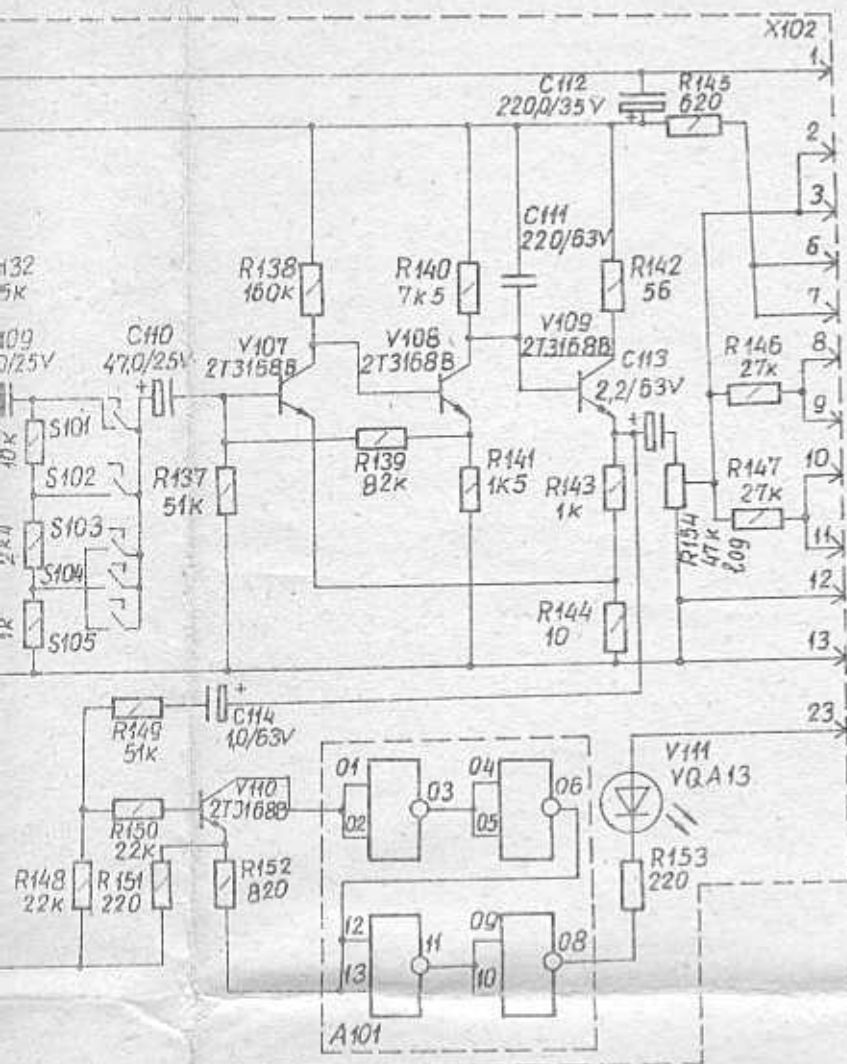 X102
1
C112
220,0/35V
+
R145
620
2
3
C111
220/63V
6
7
R138
160K
R140
7K5
R142
56
5K
C110
47,0/25V
+
V107
2T3168B
V108
2T3168B
V109
2T3168B
C113
2,2/63V
+
R146
27K
8
9
10K
S101
S102
R137
51K
R139
82K
R141
1K5
R143
1K
R154
47K
R147
27K
10
11
2K4
S103
S104
12
1K
S105
R144
10
13
23
R149
51K
+
C114
1,0/63V
V110
2T3168B
R150
22K
R148
22K
R151
220
R152
820
01
02
03
04
05
06
V111
VQA13
R153
220
12
13
11
09
10
08
A101